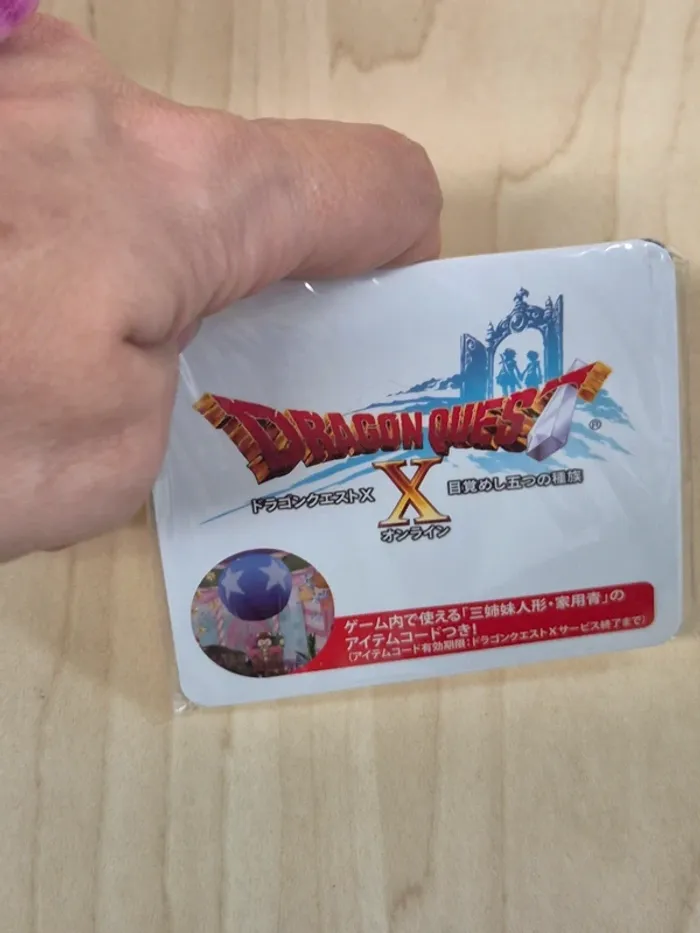 DRAGON QUEST®
ドラゴンクエストX
X
目覚めし五つの種族
オンライン
ゲーム内で使える「三姉妹人形・家用青」の
アイテムコードつき!
(アイテムコード有効期限:ドラゴンクエストXサービス終了まで)